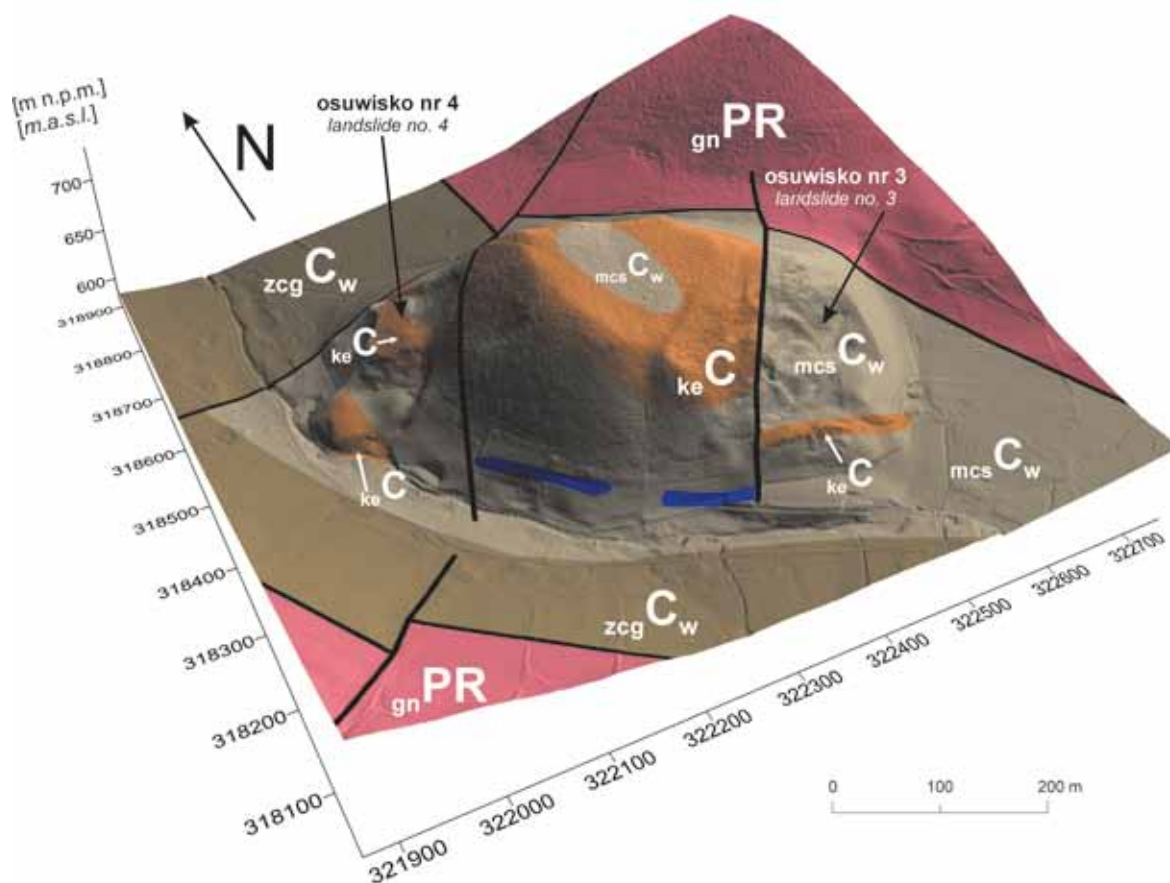 [m n.p.m.]
[m.a.s.l.]
N
osuwisko nr 4
landslide no. 4
gnPR
osuwisko nr 3
landslide no. 3
700
650
600
zcgCw
mcsCw
keC
keC
mcsCw
keC
keC
mcsCw
zcgCw
gnPR
318900
318800
318700
318600
318500
318400
318300
318200
318100
321900
322000
322100
322200
322300
322400
322500
322600
322700
0 100 200 m